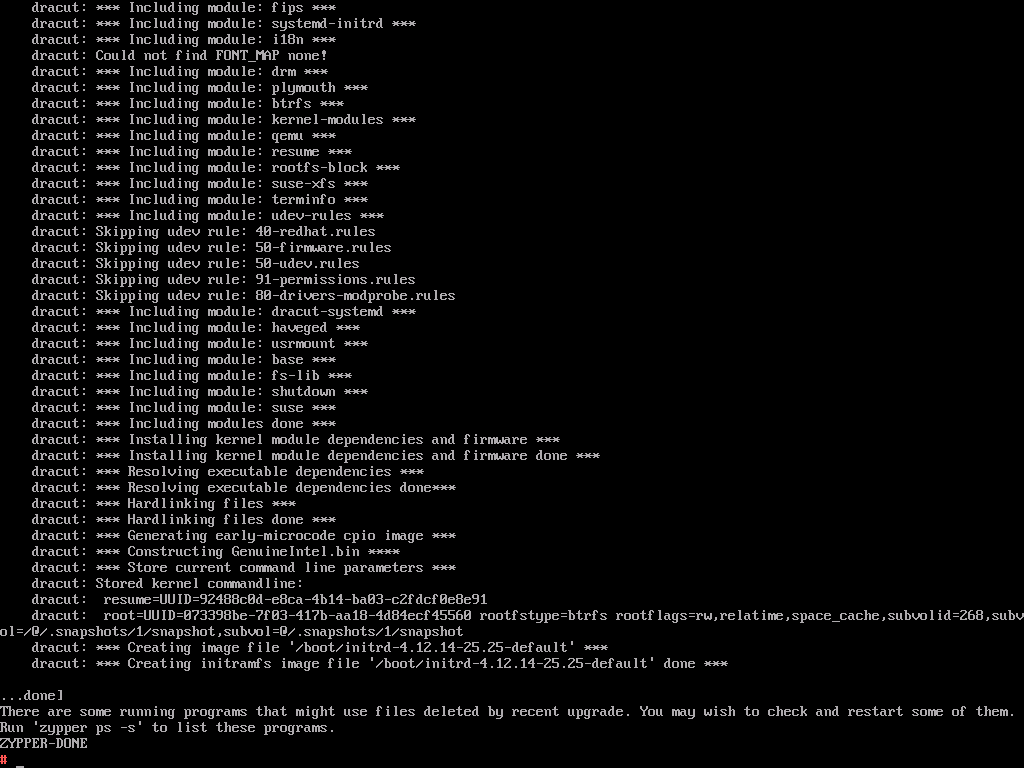 dracut: *** Including module: fips ***
dracut: *** Including module: systemd-initrd ***
dracut: *** Including module: i18n ***
dracut: Could not find FONT_MAP none!
dracut: *** Including module: drm ***
dracut: *** Including module: plymouth ***
dracut: *** Including module: btrfs ***
dracut: *** Including module: kernel-modules ***
dracut: *** Including module: qemu ***
dracut: *** Including module: resume ***
dracut: *** Including module: rootfs-block ***
dracut: *** Including module: suse-xfs ***
dracut: *** Including module: terminfo ***
dracut: *** Including module: udev-rules ***
dracut: Skipping udev rule: 40-redhat.rules
dracut: Skipping udev rule: 50-firmware.rules
dracut: Skipping udev rule: 50-udev.rules
dracut: Skipping udev rule: 91-permissions.rules
dracut: Skipping udev rule: 80-drivers-modprobe.rules
dracut: *** Including module: dracut-systemd ***
dracut: *** Including module: haveged ***
dracut: *** Including module: usrmount ***
dracut: *** Including module: base ***
dracut: *** Including module: fs-lib ***
dracut: *** Including module: shutdown ***
dracut: *** Including module: suse ***
dracut: *** Including modules done ***
dracut: *** Installing kernel module dependencies and firmware ***
dracut: *** Installing kernel module dependencies and firmware done ***
dracut: *** Resolving executable dependencies ***
dracut: *** Resolving executable dependencies done***
dracut: *** Hardlinking files ***
dracut: *** Hardlinking files done ***
dracut: *** Generating early-microcode cpio image ***
dracut: *** Constructing GenuineIntel.bin ****
dracut: *** Store current command line parameters ***
dracut: Stored kernel commandline:
dracut:  resume=UUID=92488c0d-e8ca-4b14-ba03-c2fdcf0e8e91
dracut:  root=UUID=073398be-7f03-417b-aa18-4d84ecf45560 rootfstype=btrfs rootflags=rw,relatime,space_cache,subvolid=268,subv
ol=/@/.snapshots/1/snapshot,subvol=@/.snapshots/1/snapshot
dracut: *** Creating image file '/boot/initrd-4.12.14-25.25-default' ***
dracut: *** Creating initramfs image file '/boot/initrd-4.12.14-25.25-default' done ***
...done]
There are some running programs that might use files deleted by recent upgrade. You may wish to check and restart some of them.
Run 'zypper ps -s' to list these programs.
ZYPPER-DONE
# _